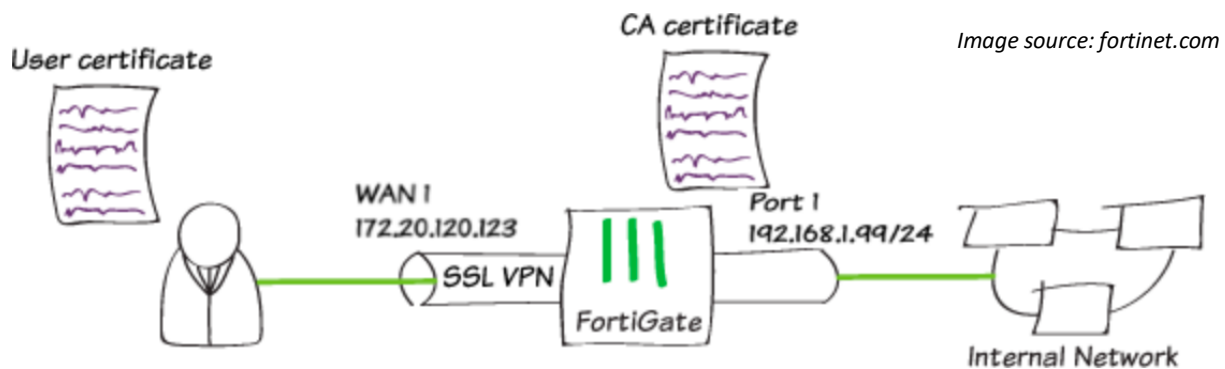 CA certificate
Image source: fortinet.com
User certificate
WAN 1
172.20.120.123
Port 1
192.168.1.99/24
SSL VPN
FortiGate
Internal Network